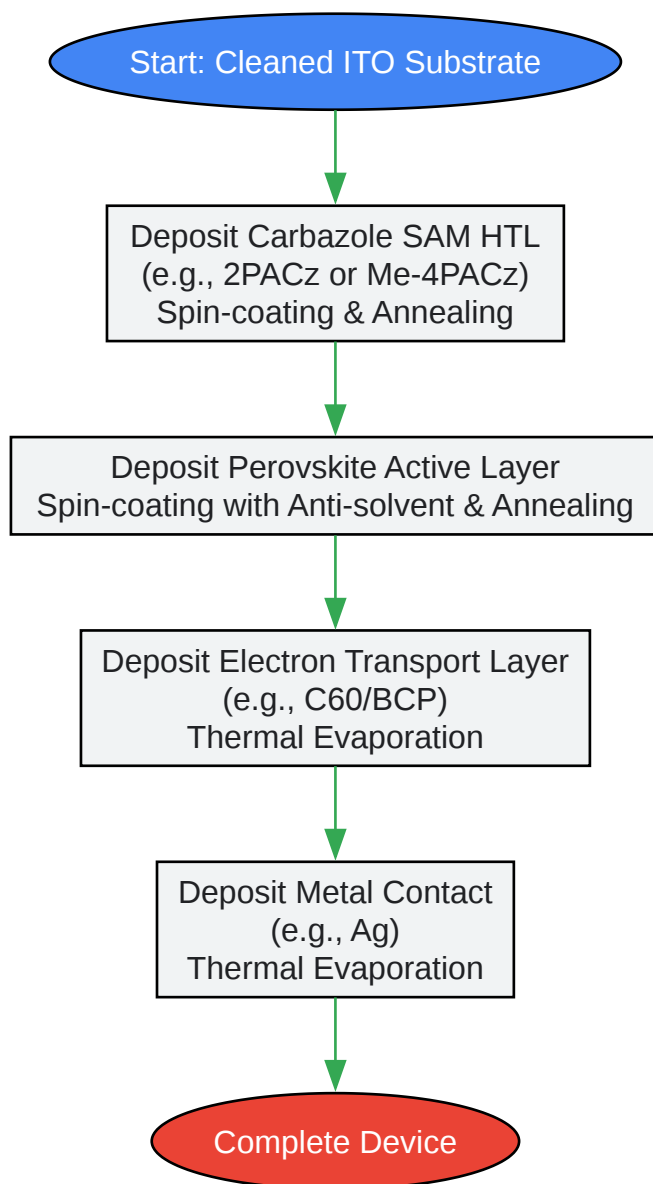 Start: Cleaned ITO Substrate
Deposit Carbazole SAM HTL
(e.g., 2PACz or Me-4PACz)
Spin-coating & Annealing
Deposit Perovskite Active Layer
Spin-coating with Anti-solvent & Annealing
Deposit Electron Transport Layer
(e.g., C60/BCP)
Thermal Evaporation
Deposit Metal Contact
(e.g., Ag)
Thermal Evaporation
Complete Device